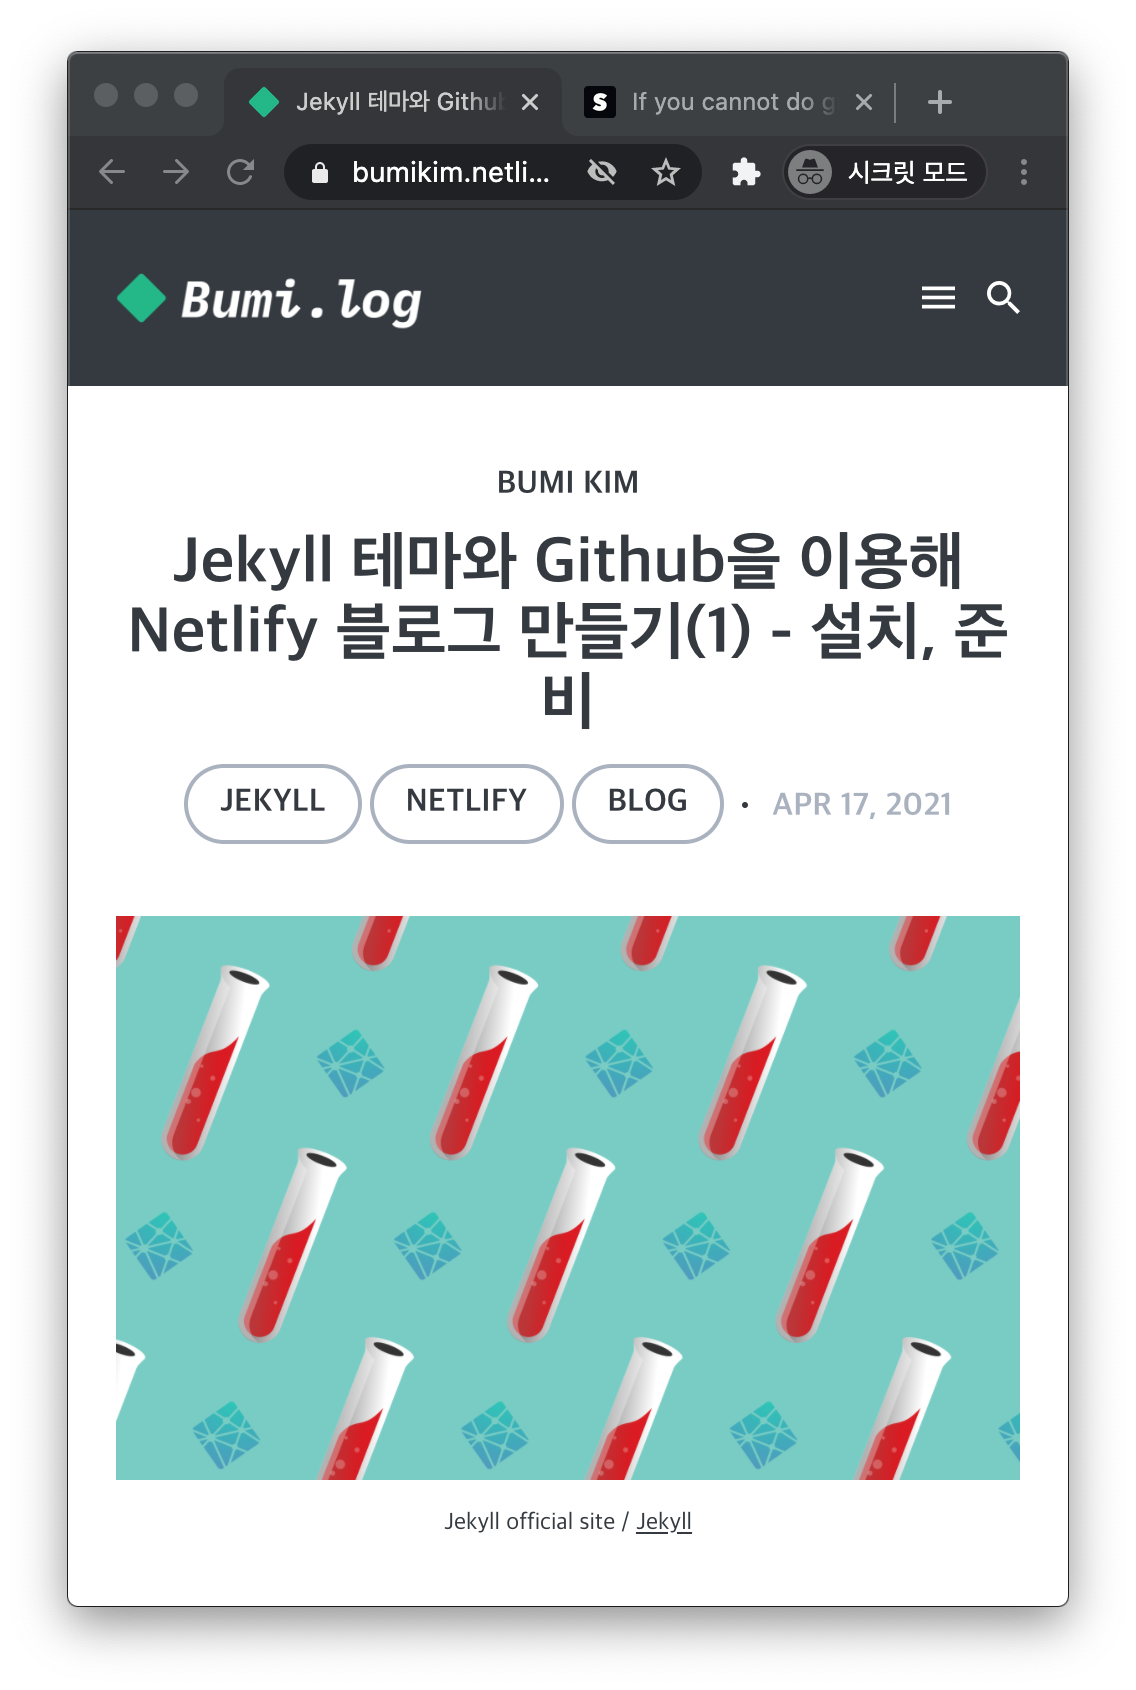 Jekyll 테마와 Github
If you cannot do g
bumikim.netli...
시크릿 모드
Bumi.log
BUMI KIM
Jekyll 테마와 Github을 이용해
Netlify 블로그 만들기(1) - 설치, 준
비
JEKYLL NETLIFY BLOG • APR 17, 2021
Jekyll official site / Jekyll